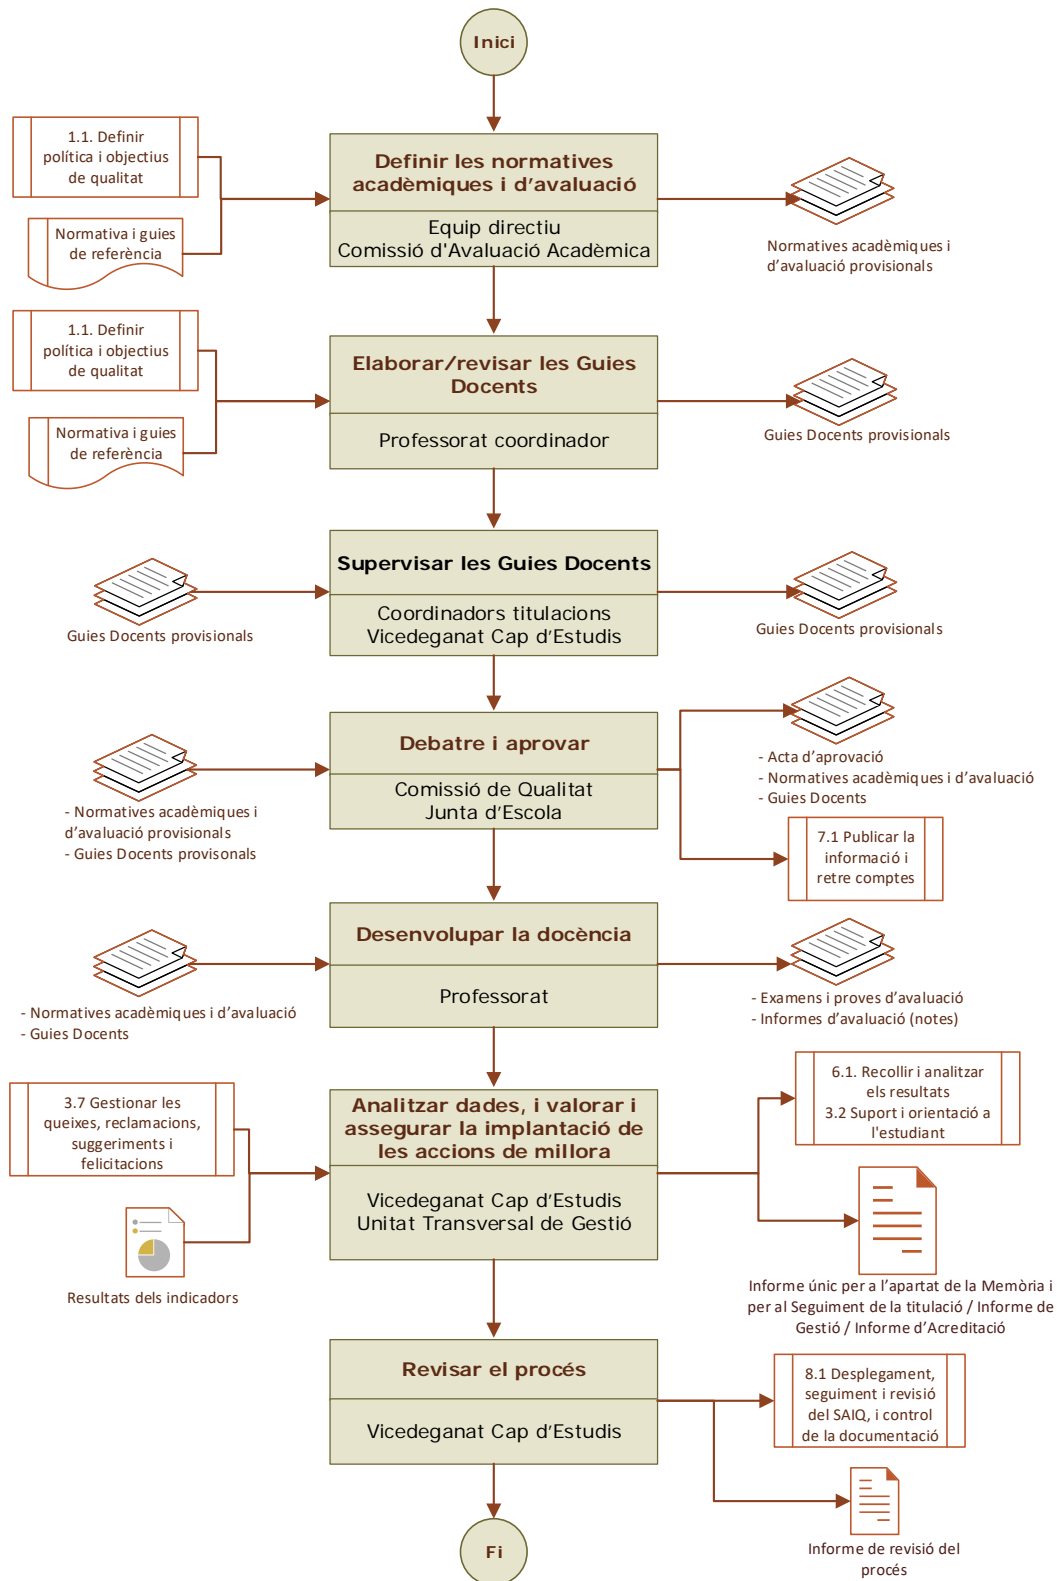 Inici
1.1. Definir
política i objectius
de qualitat
Normativa i guies
de referència
Definir les normatives
acadèmiques i d’avaluació
Equip directiu
Comissió d'Avaluació Acadèmica
Normatives acadèmiques i
d’avaluació provisionals
1.1. Definir
política i objectius
de qualitat
Normativa i guies
de referència
Elaborar/revisar les Guies
Docents
Professorat coordinador
Guies Docents provisionals
Guies Docents provisionals
Supervisar les Guies Docents
Coordinadors titulacions
Vicedeganat Cap d’Estudis
Guies Docents provisionals
- Normatives acadèmiques i
d’avaluació provisionals
- Guies Docents provisonals
Debatre i aprovar
Comissió de Qualitat
Junta d’Escola
- Acta d’aprovació
- Normatives acadèmiques i d’avaluació
- Guies Docents
7.1 Publicar la
informació i
retre comptes
- Normatives acadèmiques i d’avaluació
- Guies Docents
Desenvolupar la docència
Professorat
- Examens i proves d’avaluació
- Informes d’avaluació (notes)
3.7 Gestionar les
queixes, reclamacions,
suggeriments i
felicitacions
Resultats dels indicadors
Analitzar dades, i valorar i
assegurar la implantació de
les accions de millora
Vicedeganat Cap d’Estudis
Unitat Transversal de Gestió
6.1. Recollir i analitzar
els resultats
3.2 Suport i orientació a
l'estudiant
Informe únic per a l’apartat de la Memòria i
per al Seguiment de la titulació / Informe de
Gestió / Informe d’Acreditació
Revisar el procés
Vicedeganat Cap d’Estudis
8.1 Desplegament,
seguiment i revisió
del SAIQ, i control
de la documentació
Informe de revisió del
procés
Fi